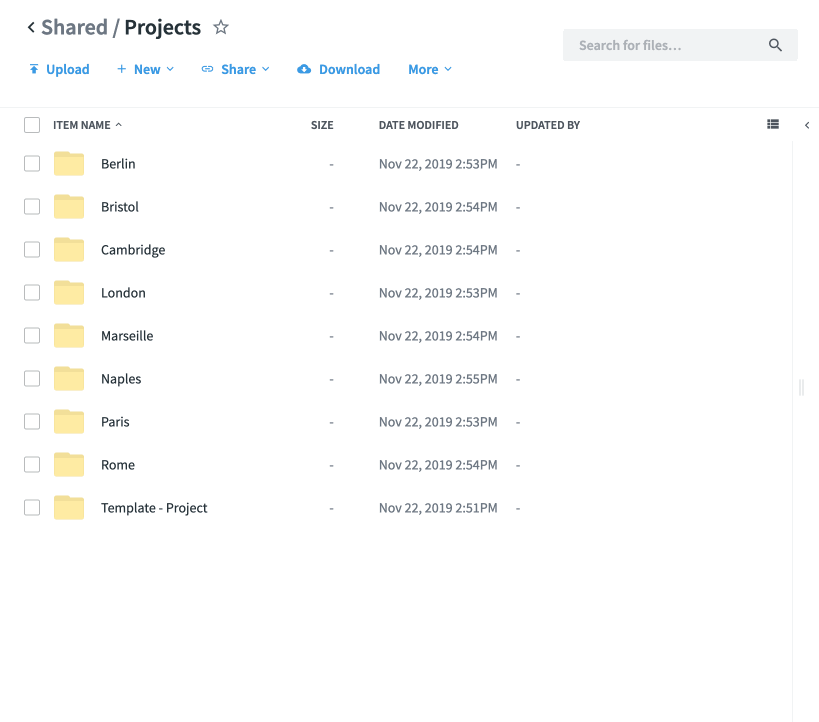 Shared / Projects
Search for files...
Upload New Share Download More
ITEM NAME SIZE DATE MODIFIED UPDATED BY
Berlin - Nov 22, 2019 2:53PM -
Bristol - Nov 22, 2019 2:54PM -
Cambridge - Nov 22, 2019 2:54PM -
London - Nov 22, 2019 2:53PM -
Marseille - Nov 22, 2019 2:54PM -
Naples - Nov 22, 2019 2:55PM -
Paris - Nov 22, 2019 2:53PM -
Rome - Nov 22, 2019 2:54PM -
Template - Project - Nov 22, 2019 2:51PM -